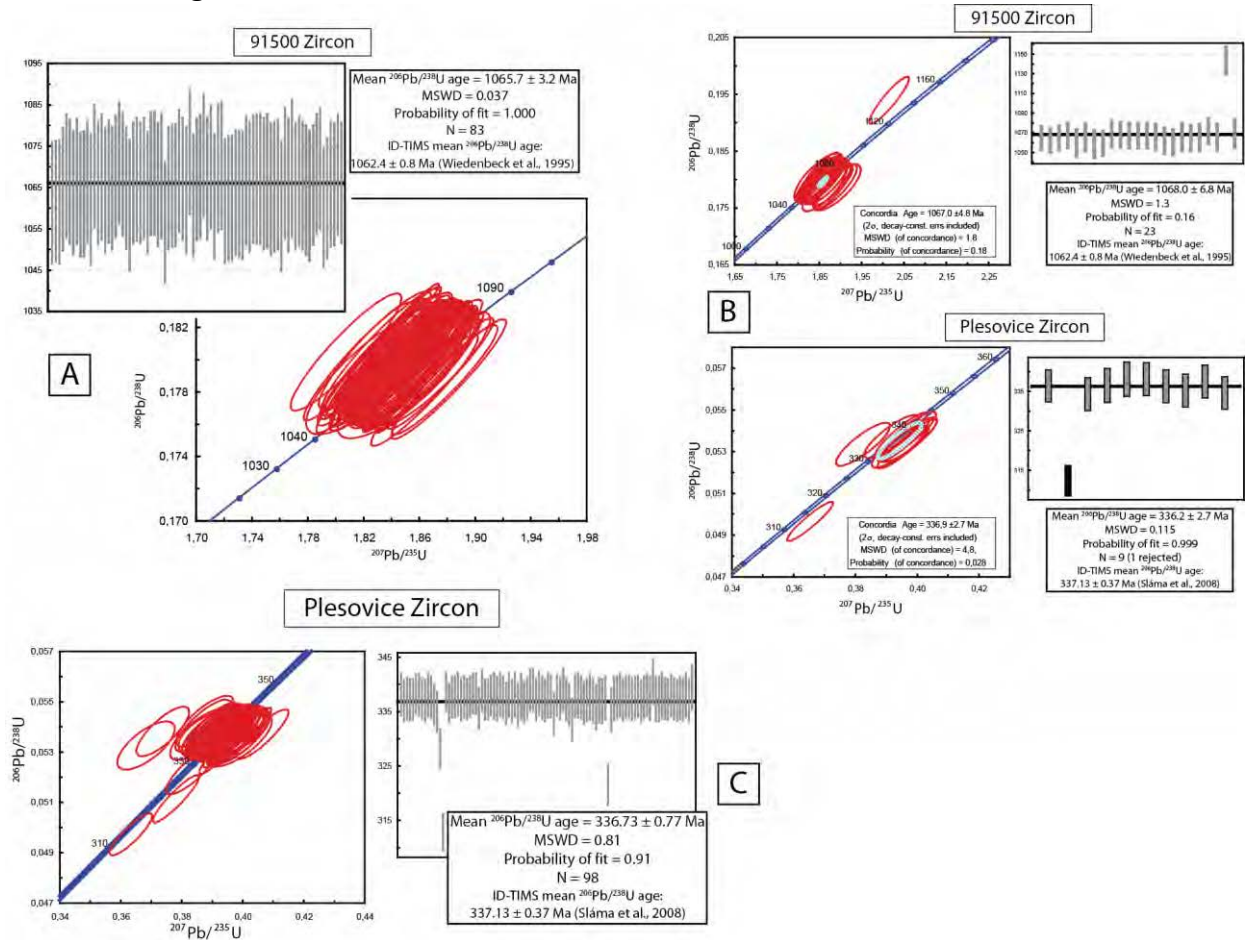 91500 Zircon
1095
1085
1075
1065
1055
1045
1035
Mean 206Pb/238U age = 1065.7 ± 3.2 Ma
MSWD = 0.037
Probability of fit = 1.000
N = 83
ID-TIMS mean 206Pb/238U age:
1062.4 ± 0.8 Ma (Wiedenbeck et al., 1995)
A
206Pb/238U
0,182
0,178
0,174
0,170
1090
1040
1030
1,70 1,74 1,78 1,82 1,86 1,90 1,94 1,98
207Pb/235U
91500 Zircon
206Pb/238U
0,205
0,195
0,185
0,175
0,165
1160
1120
1080
1040
1000
Concordia Age = 1067.0 ±4.8 Ma
(2σ, decay-const. errs included)
MSWD (of concordance) = 1.8
Probability (of concordance) = 0.18
1,65 1,75 1,85 1,95 2,05 2,15 2,25
207Pb/235U
1150
1130
1110
1090
1070
1050
Mean 206Pb/238U age = 1068.0 ± 6.8 Ma
MSWD = 1.3
Probability of fit = 0.16
N = 23
ID-TIMS mean 206Pb/238U age:
1062.4 ± 0.8 Ma (Wiedenbeck et al., 1995)
B
Plesovice Zircon
206Pb/238U
0,057
0,055
0,053
0,051
0,049
0,047
360
350
340
330
320
310
Concordia Age = 336,9 ±2.7 Ma
(2σ, decay-const. errs included)
MSWD (of concordance) = 4,8,
Probability (of concordance) = 0,028
0,34 0,36 0,38 0,40 0,42
207Pb/235U
335
325
315
Mean 206Pb/238U age = 336.2 ± 2.7 Ma
MSWD = 0.115
Probability of fit = 0.999
N = 9 (1 rejected)
ID-TIMS mean 206Pb/238U age:
337.13 ± 0.37 Ma (Sláma et al., 2008)
Plesovice Zircon
206Pb/238U
0,057
0,055
0,053
0,051
0,049
0,047
350
330
310
0,34 0,36 0,38 0,40 0,42 0,44
207Pb/235U
345
335
325
315
C
Mean 206Pb/238U age = 336.73 ± 0.77 Ma
MSWD = 0.81
Probability of fit = 0.91
N = 98
ID-TIMS mean 206Pb/238U age:
337.13 ± 0.37 Ma (Sláma et al., 2008)